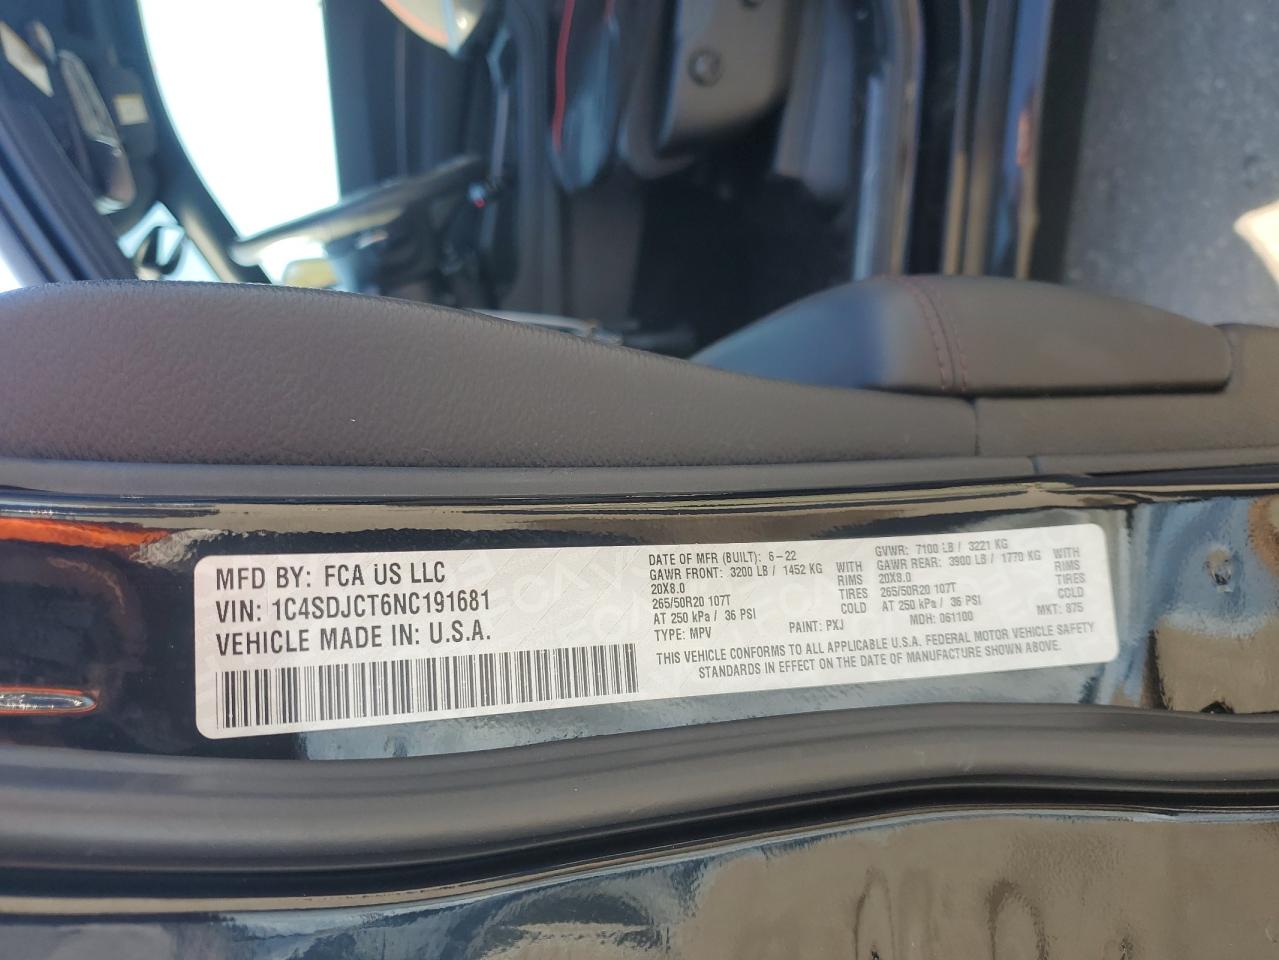 MFD BY: FCA US LLC
VIN: 1C4SDJCT6NC191681
VEHICLE MADE IN: U.S.A.
DATE OF MFR (BUILT): 6-22
GAWR FRONT: 3200 LB / 1452 KG WITH
20X8.0 RIMS
265/50R20 107T
AT 250 kPa / 36 PSI COLD
TYPE: MPV PAINT: PXJ
GVWR: 7100 LB / 3221 KG
GAWR REAR: 3900 LB / 1770 KG WITH
20X8.0 RIMS
265/50R20 107T
AT 250 kPa / 36 PSI COLD
MDH: 061100 MKT: 875
THIS VEHICLE CONFORMS TO ALL APPLICABLE U.S.A. FEDERAL MOTOR VEHICLE SAFETY
STANDARDS IN EFFECT ON THE DATE OF MANUFACTURE SHOWN ABOVE.